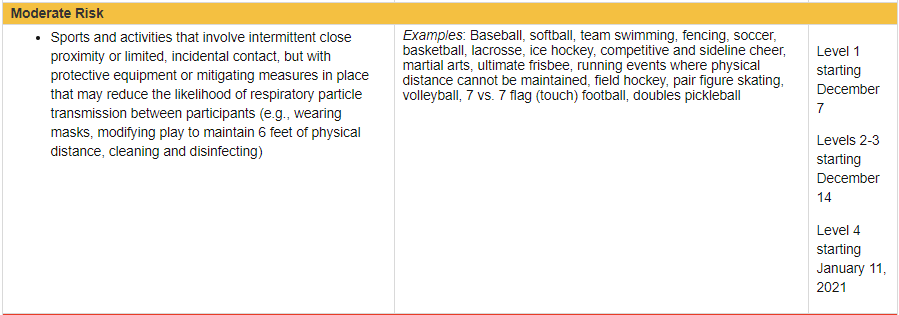 Moderate Risk
• Sports and activities that involve intermittent close
proximity or limited, incidental contact, but with
protective equipment or mitigating measures in place
that may reduce the likelihood of respiratory particle
transmission between participants (e.g., wearing
masks, modifying play to maintain 6 feet of physical
distance, cleaning and disinfecting)
Examples: Baseball, softball, team swimming, fencing, soccer,
basketball, lacrosse, ice hockey, competitive and sideline cheer,
martial arts, ultimate frisbee, running events where physical
distance cannot be maintained, field hockey, pair figure skating,
volleyball, 7 vs. 7 flag (touch) football, doubles pickleball
Level 1
starting
December
7
Levels 2-3
starting
December
14
Level 4
starting
January 11,
2021